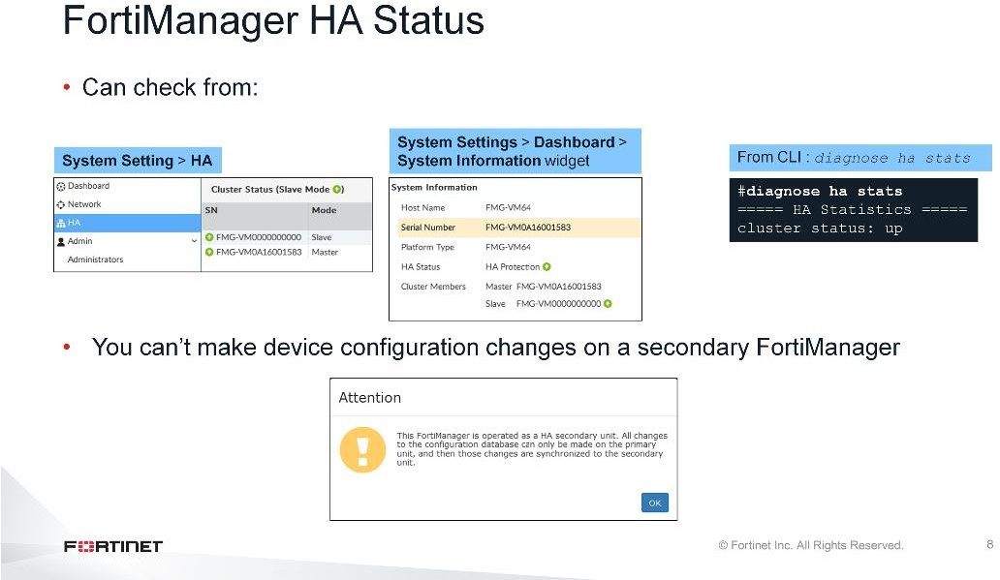 FortiManager HA Status
• Can check from:
System Setting > HA
Dashboard
Network
HA
Admin
Administrators
Cluster Status (Slave Mode )
SN Mode
FMG-VM0000000000 Slave
FMG-VM0A16001583 Master
System Settings > Dashboard >
System Information widget
System Information
Host Name FMG-VM64
Serial Number FMG-VM0A16001583
Platform Type FMG-VM64
HA Status HA Protection
Cluster Members Master FMG-VM0A16001583
Slave FMG-VM0000000000
From CLI : diagnose ha stats
#diagnose ha stats
===== HA Statistics =====
cluster status: up
• You can’t make device configuration changes on a secondary FortiManager
Attention
This FortiManager is operated as a HA secondary unit. All changes
to the configuration database can only be made on the primary
unit, and then those changes are synchronized to the secondary
unit.
OK
FORTINET
© Fortinet Inc. All Rights Reserved.
8